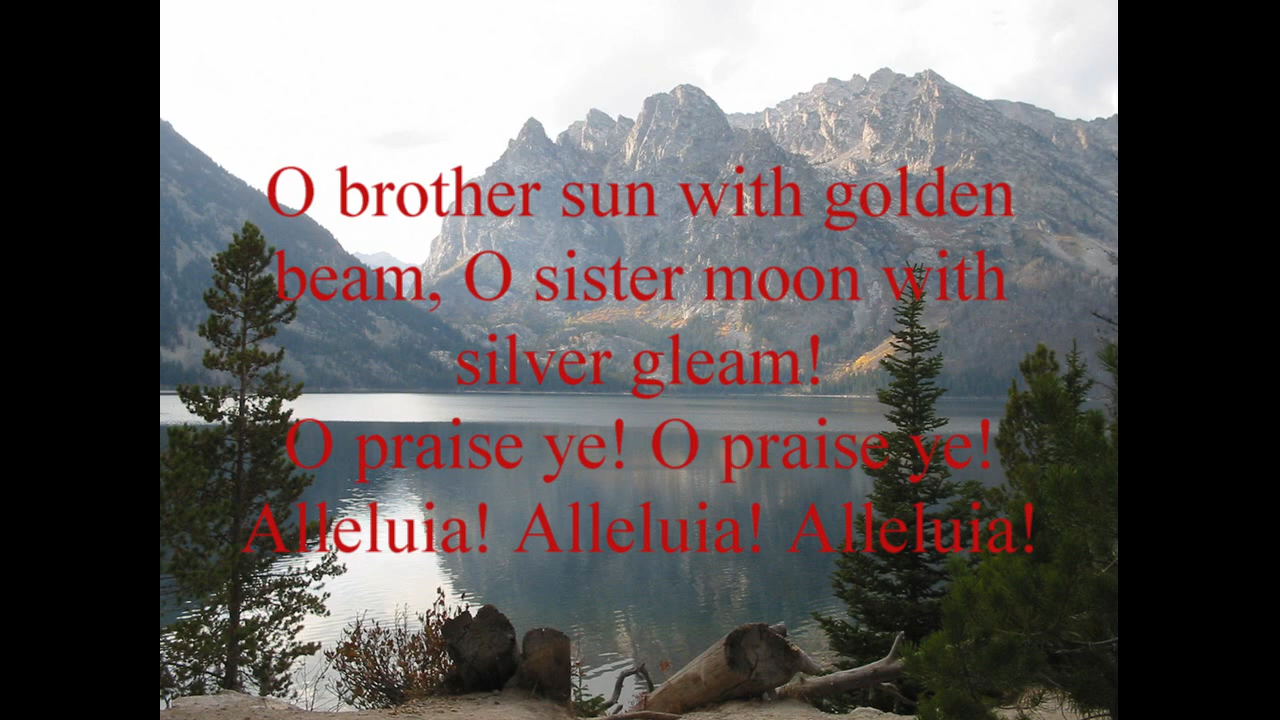 O brother sun with golden
beam, O sister moon with
silver gleam!
O praise ye! O praise ye!
Alleluia! Alleluia! Alleluia!